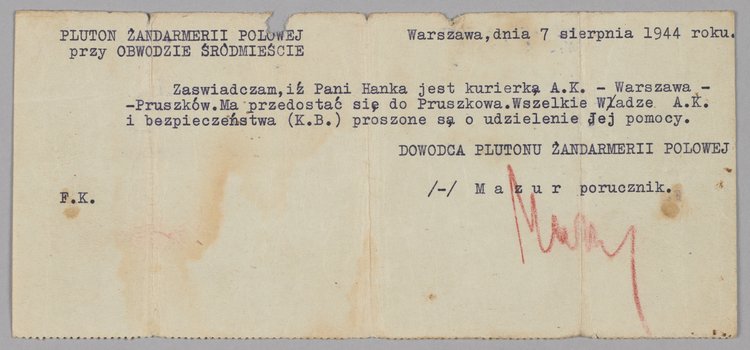 PLUTON ŻANDARMERII POLOWEJ
przy OBWODZIE ŚRÓDMIEŚCIE
Warszawa,dnia 7 sierpnia 1944 roku.
Zaswiadczam,iż Pani Hanka jest kurierką A.K. - Warszawa -
-Pruszków.Ma przedostać się do Pruszkowa.Wszelkie Władze A.K.
i bezpieczeństwa (K.B.) proszone są o udzielenie Jej pomocy.
DOWODCA PLUTONU ŻANDARMERII POLOWEJ
/-/ M a z u r porucznik.
F.K.
Mazur